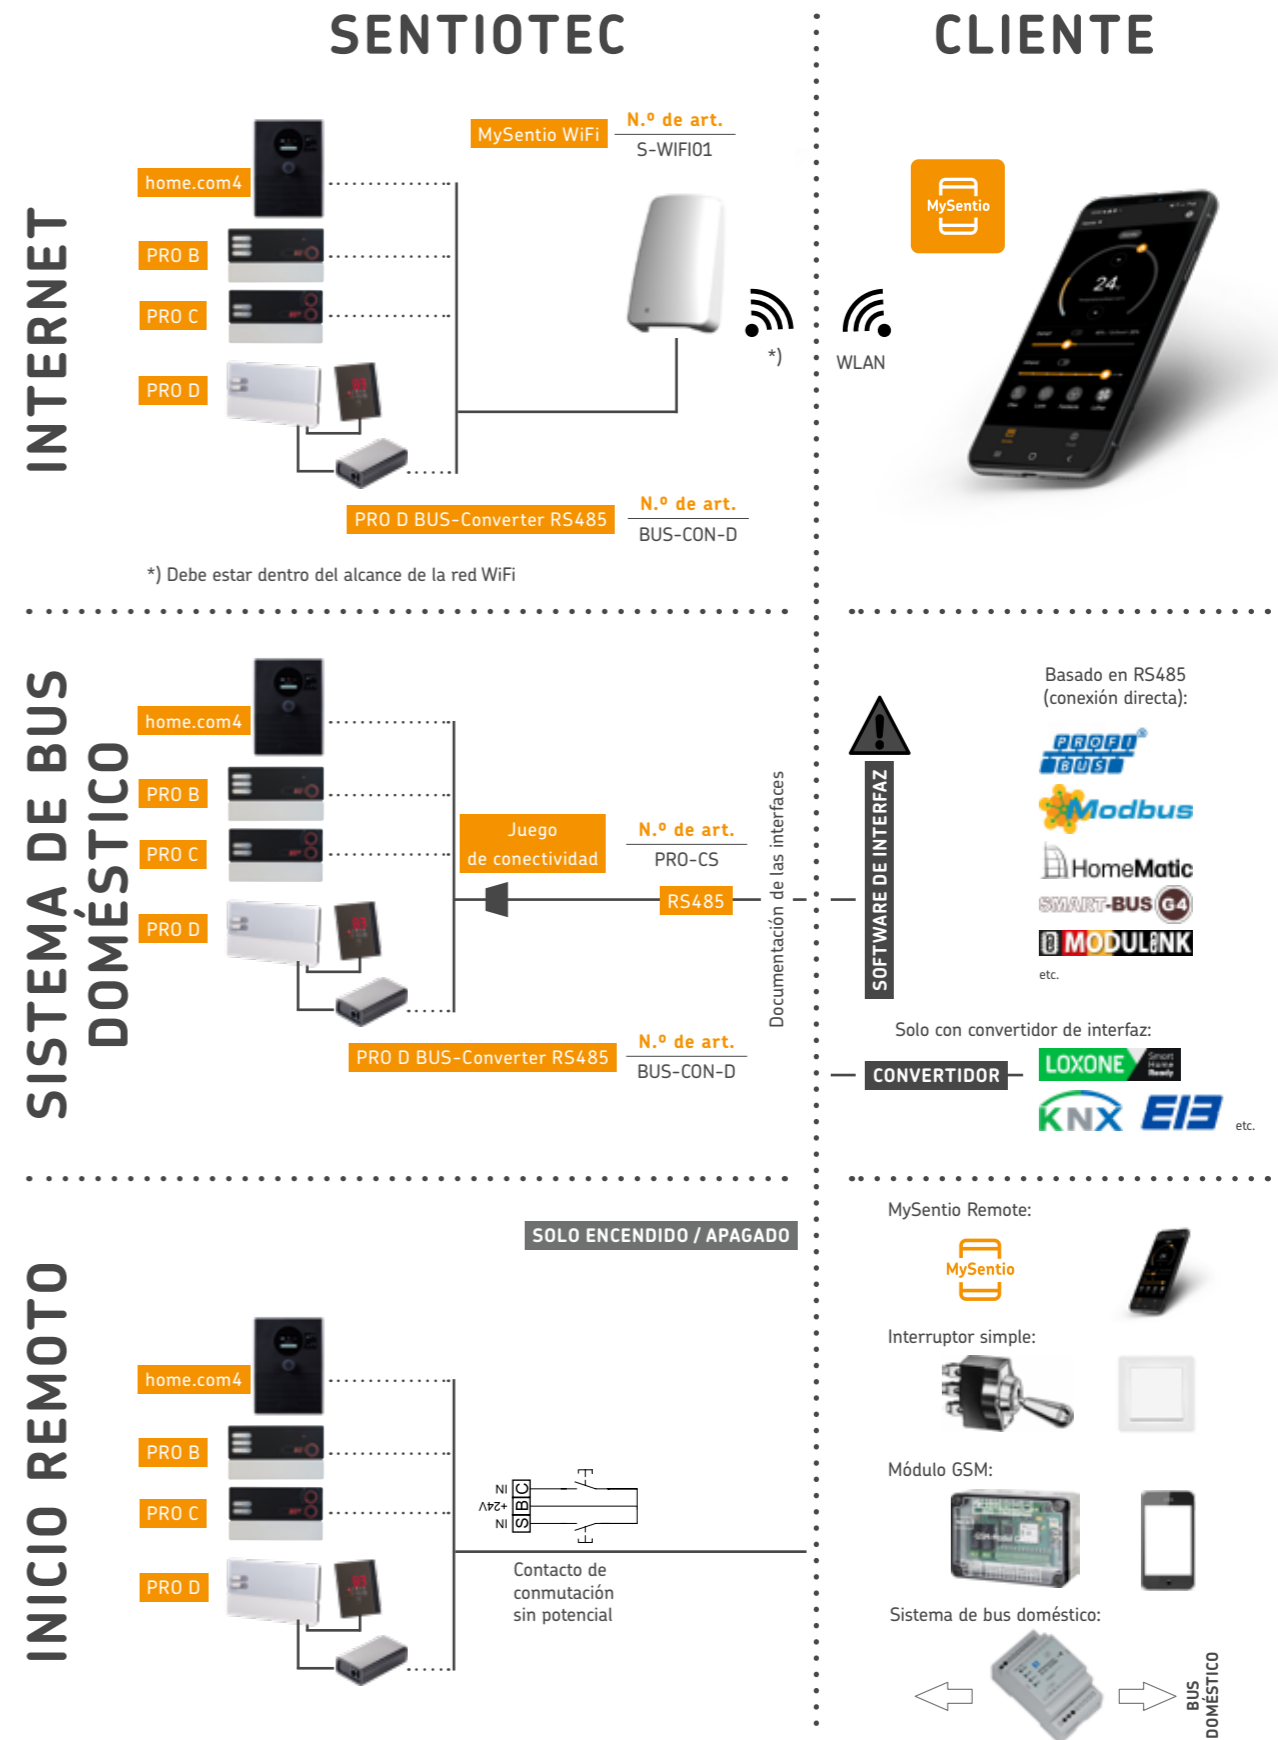 SENTIOTEC
CLIENTE
INTERNET
MySentio WiFi
N.º de art.
S-WIFI01
home.com4
PRO B
PRO C
PRO D
*)
WLAN
MySentio
24
PRO D BUS-Converter RS485
N.º de art.
BUS-CON-D
*) Debe estar dentro del alcance de la red WiFi
SISTEMA DE BUS
DOMÉSTICO
home.com4
PRO B
PRO C
PRO D
Juego
de conectividad
N.º de art.
PRO-CS
RS485
PRO D BUS-Converter RS485
N.º de art.
BUS-CON-D
Documentación de las interfaces
SOFTWARE DE INTERFAZ
Basado en RS485
(conexión directa):
PROFI
BUS
®
Modbus
HomeMatic
SMART-BUS G4
MODULINK
etc.
Solo con convertidor de interfaz:
CONVERTIDOR
LOXONE
Smart
Home
Ready
KNX
EIB
etc.
INICIO REMOTO
SOLO ENCENDIDO / APAGADO
home.com4
PRO B
PRO C
PRO D
IN C
+24V B
IN S
Contacto de
conmutación
sin potencial
MySentio Remote:
MySentio
Interruptor simple:
Módulo GSM:
Sistema de bus doméstico:
BUS
DOMÉSTICO